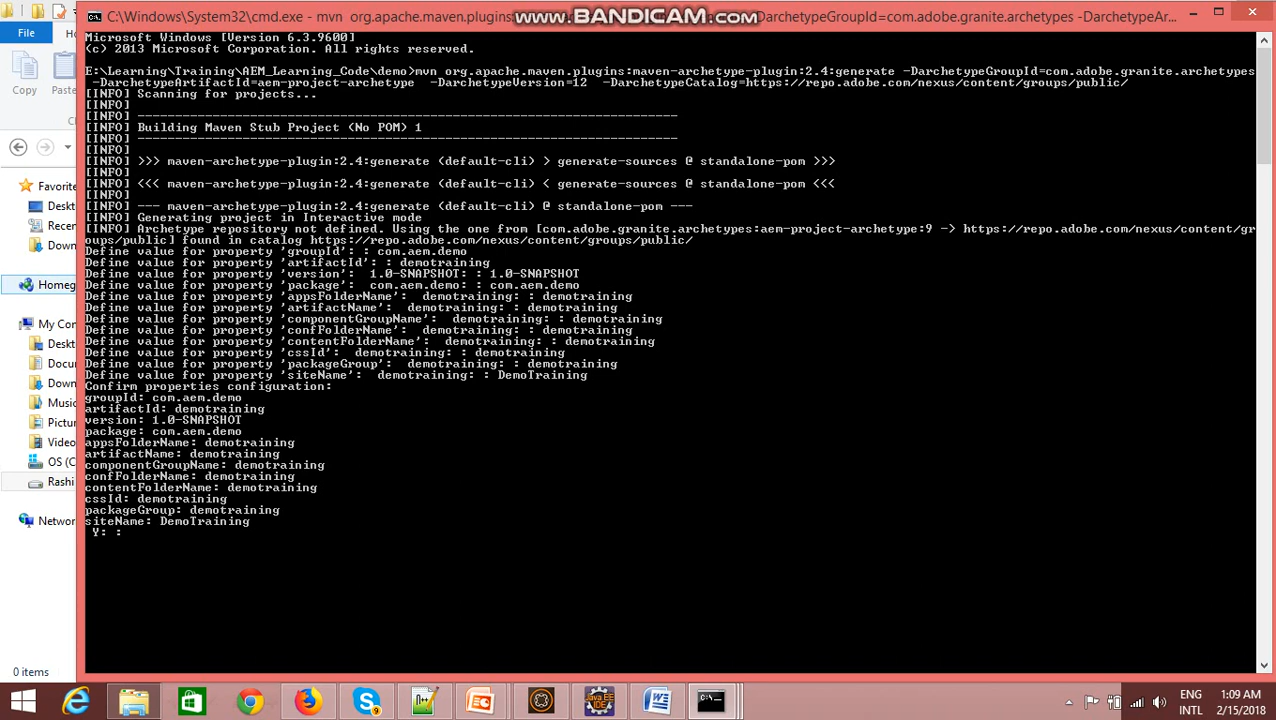 C:\Windows\System32\cmd.exe - mvn org.apache.maven.plugins
www.BANDICAM.com
DarchetypeGroupId=com.adobe.granite.archetypes -DarchetypeAr...
File
Copy
Paste
Favorite
Deskt
Recen
Down
Homeg
My Con
Deskt
Docu
Down
Music
Pictur
Video
OS (C
Rashi
Networ
0 items
Microsoft Windows [Version 6.3.9600]
(c) 2013 Microsoft Corporation. All rights reserved.
E:\Learning\Training\AEM_Learning_Code\demo>mvn org.apache.maven.plugins:maven-archetype-plugin:2.4:generate -DarchetypeGroupId=com.adobe.granite.archetypes
-DarchetypeArtifactId=aem-project-archetype -DarchetypeVersion=12 -DarchetypeCatalog=https://repo.adobe.com/nexus/content/groups/public/
[INFO] Scanning for projects...
[INFO]
[INFO] ------------------------------------------------------------------------
[INFO] Building Maven Stub Project (No POM) 1
[INFO] ------------------------------------------------------------------------
[INFO]
[INFO] >>> maven-archetype-plugin:2.4:generate (default-cli) > generate-sources @ standalone-pom >>>
[INFO]
[INFO] <<< maven-archetype-plugin:2.4:generate (default-cli) < generate-sources @ standalone-pom <<<
[INFO]
[INFO] --- maven-archetype-plugin:2.4:generate (default-cli) @ standalone-pom ---
[INFO] Generating project in Interactive mode
[INFO] Archetype repository not defined. Using the one from [com.adobe.granite.archetypes:aem-project-archetype:9 -> https://repo.adobe.com/nexus/content/gr
oups/public] found in catalog https://repo.adobe.com/nexus/content/groups/public/
Define value for property 'groupId': : com.aem.demo
Define value for property 'artifactId': : demotraining
Define value for property 'version':  1.0-SNAPSHOT: : 1.0-SNAPSHOT
Define value for property 'package':  com.aem.demo: : com.aem.demo
Define value for property 'appsFolderName':  demotraining: : demotraining
Define value for property 'artifactName':  demotraining: : demotraining
Define value for property 'componentGroupName':  demotraining: : demotraining
Define value for property 'confFolderName':  demotraining: : demotraining
Define value for property 'contentFolderName':  demotraining: : demotraining
Define value for property 'cssId':  demotraining: : demotraining
Define value for property 'packageGroup':  demotraining: : demotraining
Define value for property 'siteName':  demotraining: : DemoTraining
Confirm properties configuration:
groupId: com.aem.demo
artifactId: demotraining
version: 1.0-SNAPSHOT
package: com.aem.demo
appsFolderName: demotraining
artifactName: demotraining
componentGroupName: demotraining
confFolderName: demotraining
contentFolderName: demotraining
cssId: demotraining
packageGroup: demotraining
siteName: DemoTraining
Y: :
ENG
INTL
1:09 AM
2/15/2018